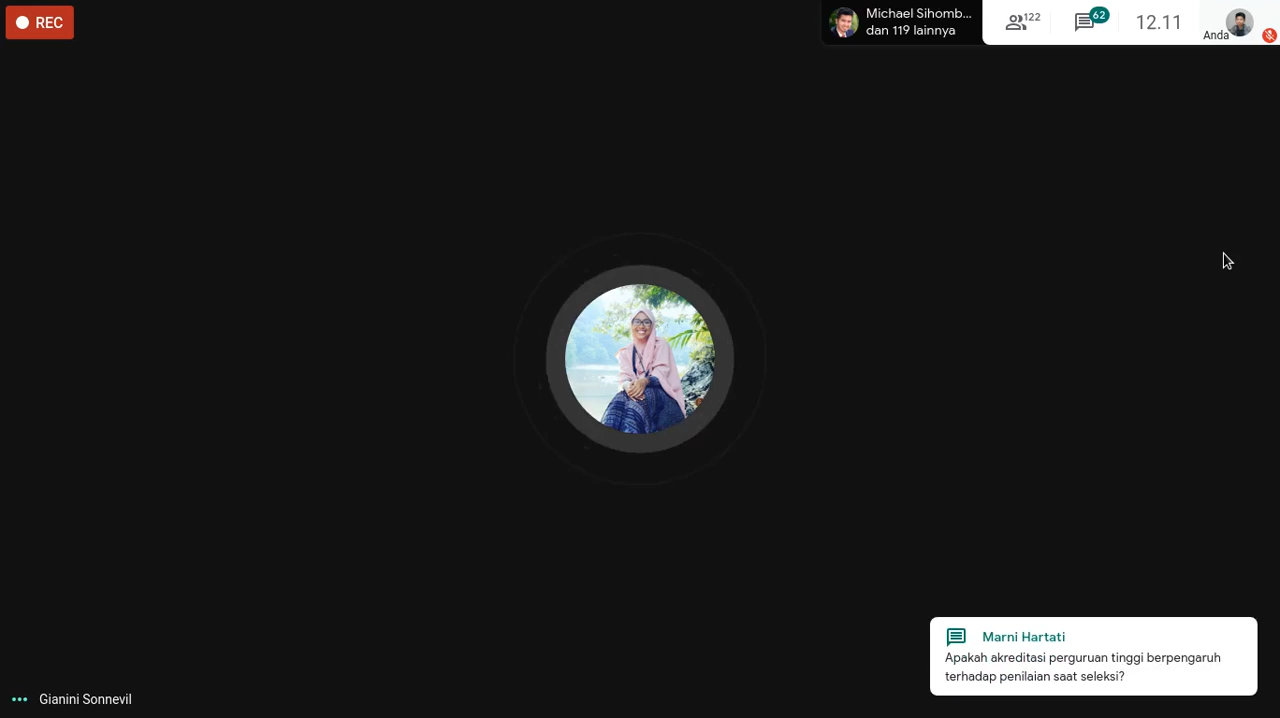 REC
Michael Sihomb...
dan 119 lainnya
122
62
12.11
Anda
Marni Hartati
Apakah akreditasi perguruan tinggi berpengaruh
terhadap penilaian saat seleksi?
Gianini Sonnevil